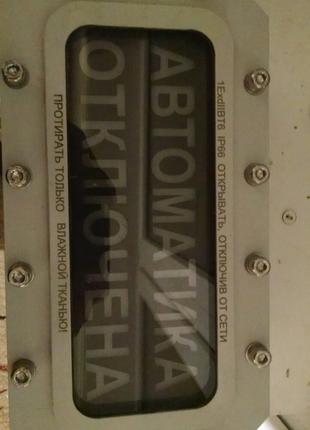 1ExdIIBT6 IP66 ОТКРЫВАТЬ, ОТКЛЮЧИВ ОТ СЕТИ
АВТОМАТИКА
ОТКЛЮЧЕНА
ПРОТИРАТЬ ТОЛЬКО ВЛАЖНОЙ ТКАНЬЮ!